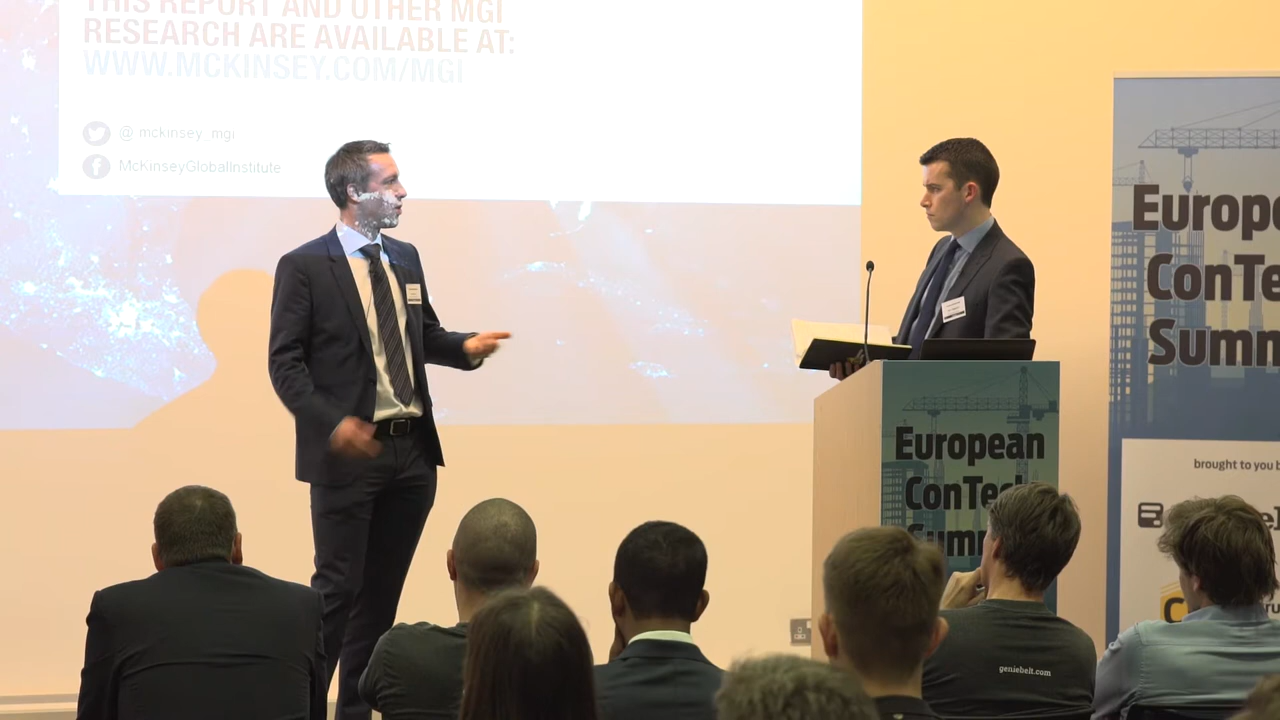 THIS REPORT AND OTHER MGI
RESEARCH ARE AVAILABLE AT:
WWW.MCKINSEY.COM/MGI
@ mckinsey_mgi
McKinseyGlobalInstitute
Europe
ConTe
Summ
brought to you b
European
ConTech
Summ
geniebelt.com